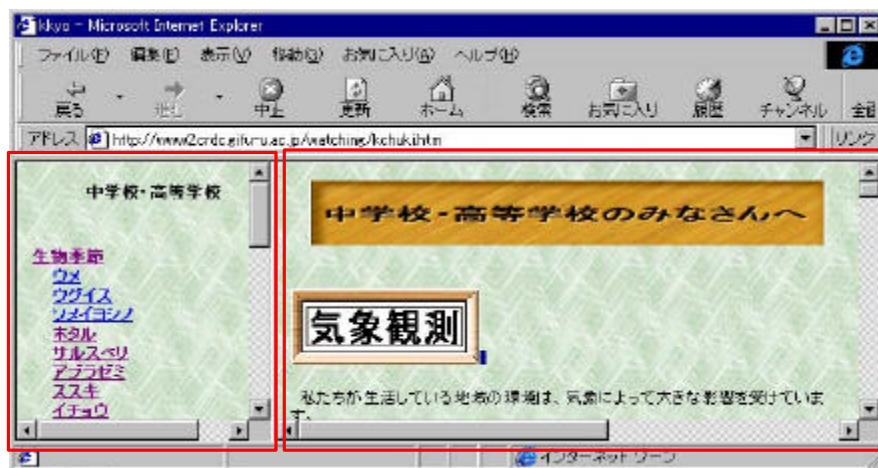 kkyo - Microsoft Internet Explorer
ファイル(F) 編集(E) 表示(V) 移動(G) お気に入り(A) ヘルプ(H)
戻る 進む 中止 更新 ホーム 検索 お気に入り 履歴 チャンネル 全
アドレス リンク
中学校・高等学校
中学校・高等学校のみなさんへ
生物季節
ウメ
ウグイス
ソメイヨシノ
ホタル
サルスベリ
アブラゼミ
ススキ
イチョウ
気象観測
私たちが生活している地域の環境は、気象によって大きな影響を受けていま
す。
インターネット ゾーン